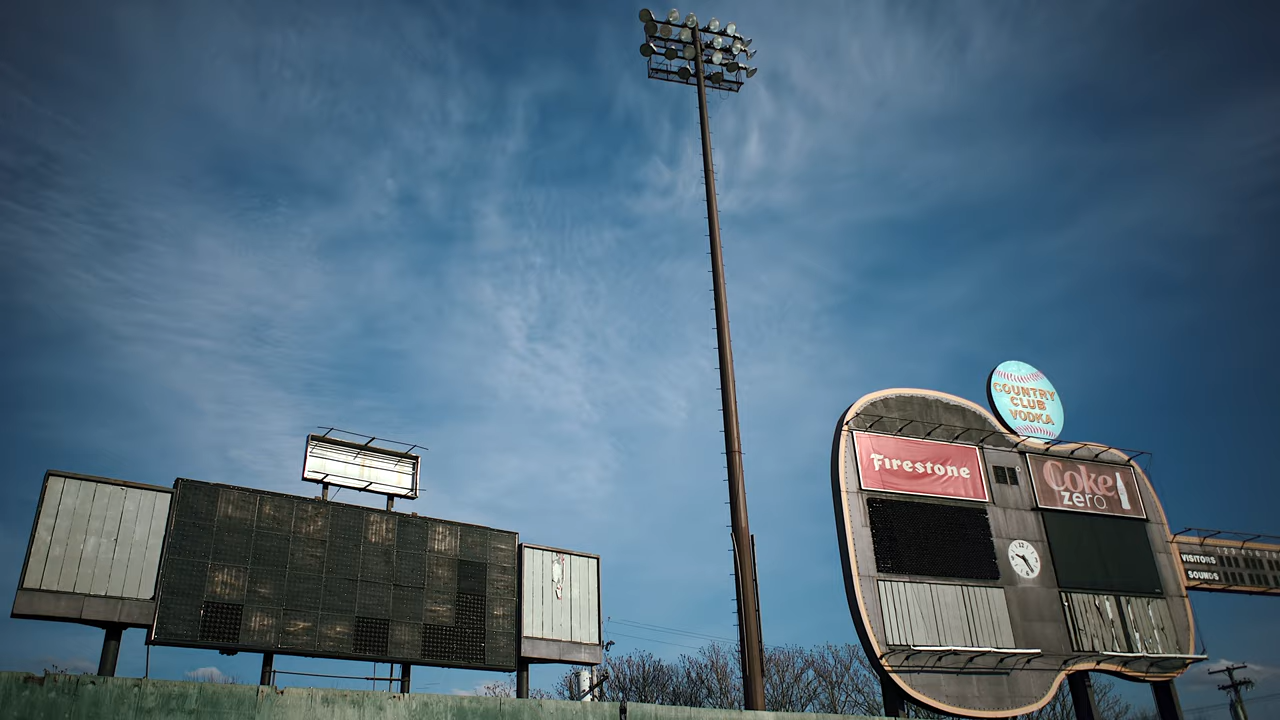 COUNTRY
CLUB
VODKA
Firestone
Coke
zero
VISITORS
SOUNDS